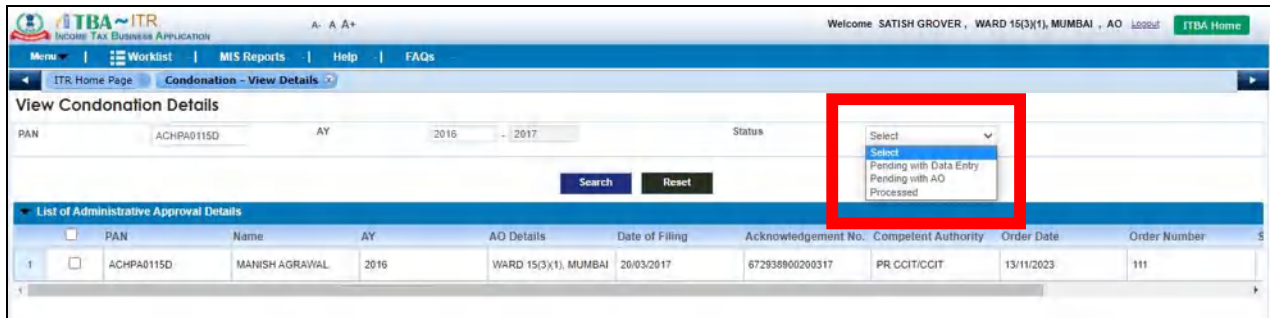 ITBA~ITR
INCOME TAX BUSINESS APPLICATION
A- A A+
Welcome SATISH GROVER , WARD 15(3)(1), MUMBAI , AO Logout ITBA Home
Menu | Worklist | MIS Reports | Help | FAQs
ITR Home Page Condonation - View Details
View Condonation Details
PAN ACHPA0115D AY 2016 - 2017 Status Select
Select
Pending with Data Entry
Pending with AO
Processed
Search Reset
List of Administrative Approval Details
PAN Name AY AO Details Date of Filing Acknowledgement No. Competent Authority Order Date Order Number S
1 ACHPA0115D MANISH AGRAWAL 2016 WARD 15(3)(1), MUMBAI 20/03/2017 672938900200317 PR CCIT/CCIT 13/11/2023 111